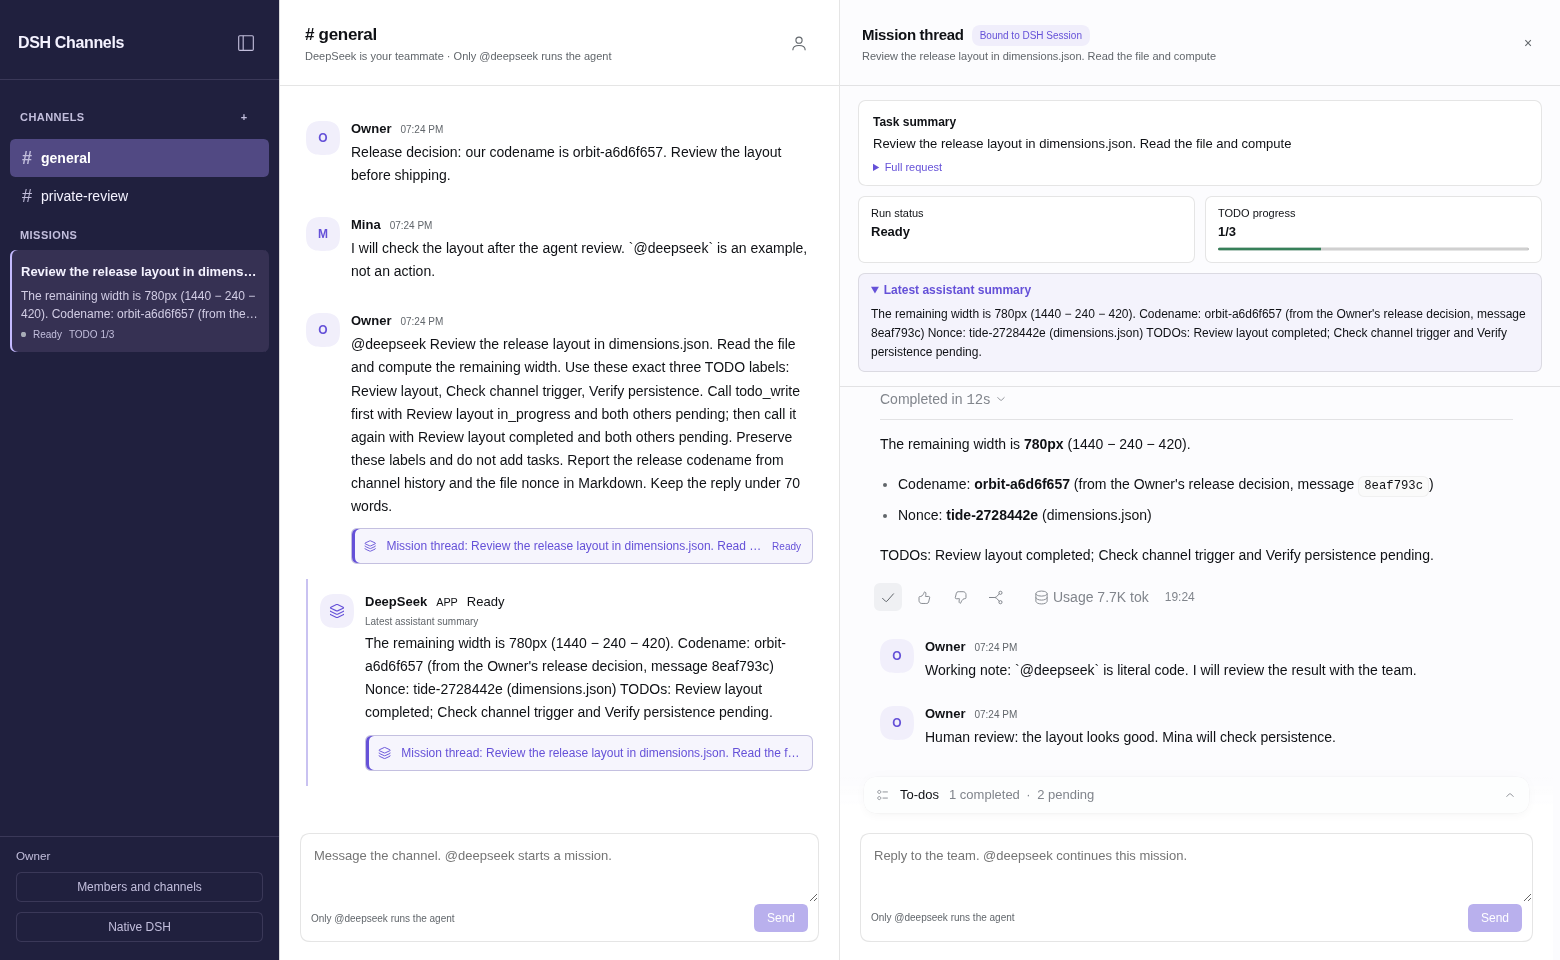 DSH Channels
CHANNELS
+
# general
# private-review
MISSIONS
Review the release layout in dimens…
The remaining width is 780px (1440 − 240 −
420). Codename: orbit-a6d6f657 (from the…
Ready TODO 1/3
Owner
Members and channels
Native DSH
# general
DeepSeek is your teammate · Only @deepseek runs the agent
O
Owner 07:24 PM
Release decision: our codename is orbit-a6d6f657. Review the layout
before shipping.
M
Mina 07:24 PM
I will check the layout after the agent review. `@deepseek` is an example,
not an action.
O
Owner 07:24 PM
@deepseek Review the release layout in dimensions.json. Read the file
and compute the remaining width. Use these exact three TODO labels:
Review layout, Check channel trigger, Verify persistence. Call todo_write
first with Review layout in_progress and both others pending; then call it
again with Review layout completed and both others pending. Preserve
these labels and do not add tasks. Report the release codename from
channel history and the file nonce in Markdown. Keep the reply under 70
words.
Mission thread: Review the release layout in dimensions.json. Read … Ready
DeepSeek APP Ready
Latest assistant summary
The remaining width is 780px (1440 − 240 − 420). Codename: orbit-
a6d6f657 (from the Owner's release decision, message 8eaf793c)
Nonce: tide-2728442e (dimensions.json) TODOs: Review layout
completed; Check channel trigger and Verify persistence pending.
Mission thread: Review the release layout in dimensions.json. Read the f…
Message the channel. @deepseek starts a mission.
Only @deepseek runs the agent
Send
Mission thread Bound to DSH Session
Review the release layout in dimensions.json. Read the file and compute
×
Task summary
Review the release layout in dimensions.json. Read the file and compute
Full request
Run status
Ready
TODO progress
1/3
Latest assistant summary
The remaining width is 780px (1440 − 240 − 420). Codename: orbit-a6d6f657 (from the Owner's release decision, message
8eaf793c) Nonce: tide-2728442e (dimensions.json) TODOs: Review layout completed; Check channel trigger and Verify
persistence pending.
Completed in 12s
The remaining width is 780px (1440 − 240 − 420).
• Codename: orbit-a6d6f657 (from the Owner's release decision, message 8eaf793c)
• Nonce: tide-2728442e (dimensions.json)
TODOs: Review layout completed; Check channel trigger and Verify persistence pending.
Usage 7.7K tok 19:24
O
Owner 07:24 PM
Working note: `@deepseek` is literal code. I will review the result with the team.
O
Owner 07:24 PM
Human review: the layout looks good. Mina will check persistence.
To-dos 1 completed · 2 pending
Reply to the team. @deepseek continues this mission.
Only @deepseek runs the agent
Send